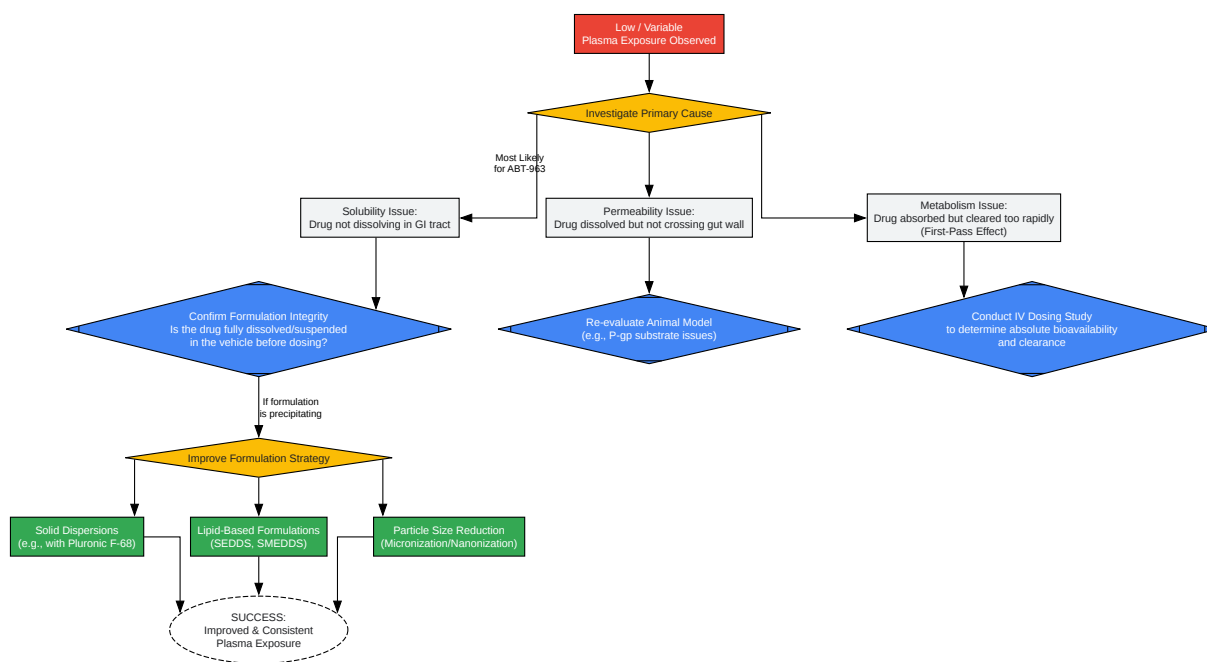 Low / Variable
Plasma Exposure Observed
Investigate Primary Cause
Most Likely
for ABT-963
Solubility Issue:
Drug not dissolving in GI tract
Permeability Issue:
Drug dissolved but not crossing gut wall
Metabolism Issue:
Drug absorbed but cleared too rapidly
(First-Pass Effect)
Confirm Formulation Integrity
Is the drug fully dissolved/suspended
in the vehicle before dosing?
Re-evaluate Animal Model
(e.g., P-gp substrate issues)
Conduct IV Dosing Study
to determine absolute bioavailability
and clearance
If formulation
is precipitating
Improve Formulation Strategy
Solid Dispersions
(e.g., with Pluronic F-68)
Lipid-Based Formulations
(SEDDS, SMEDDS)
Particle Size Reduction
(Micronization/Nanonization)
SUCCESS:
Improved & Consistent
Plasma Exposure